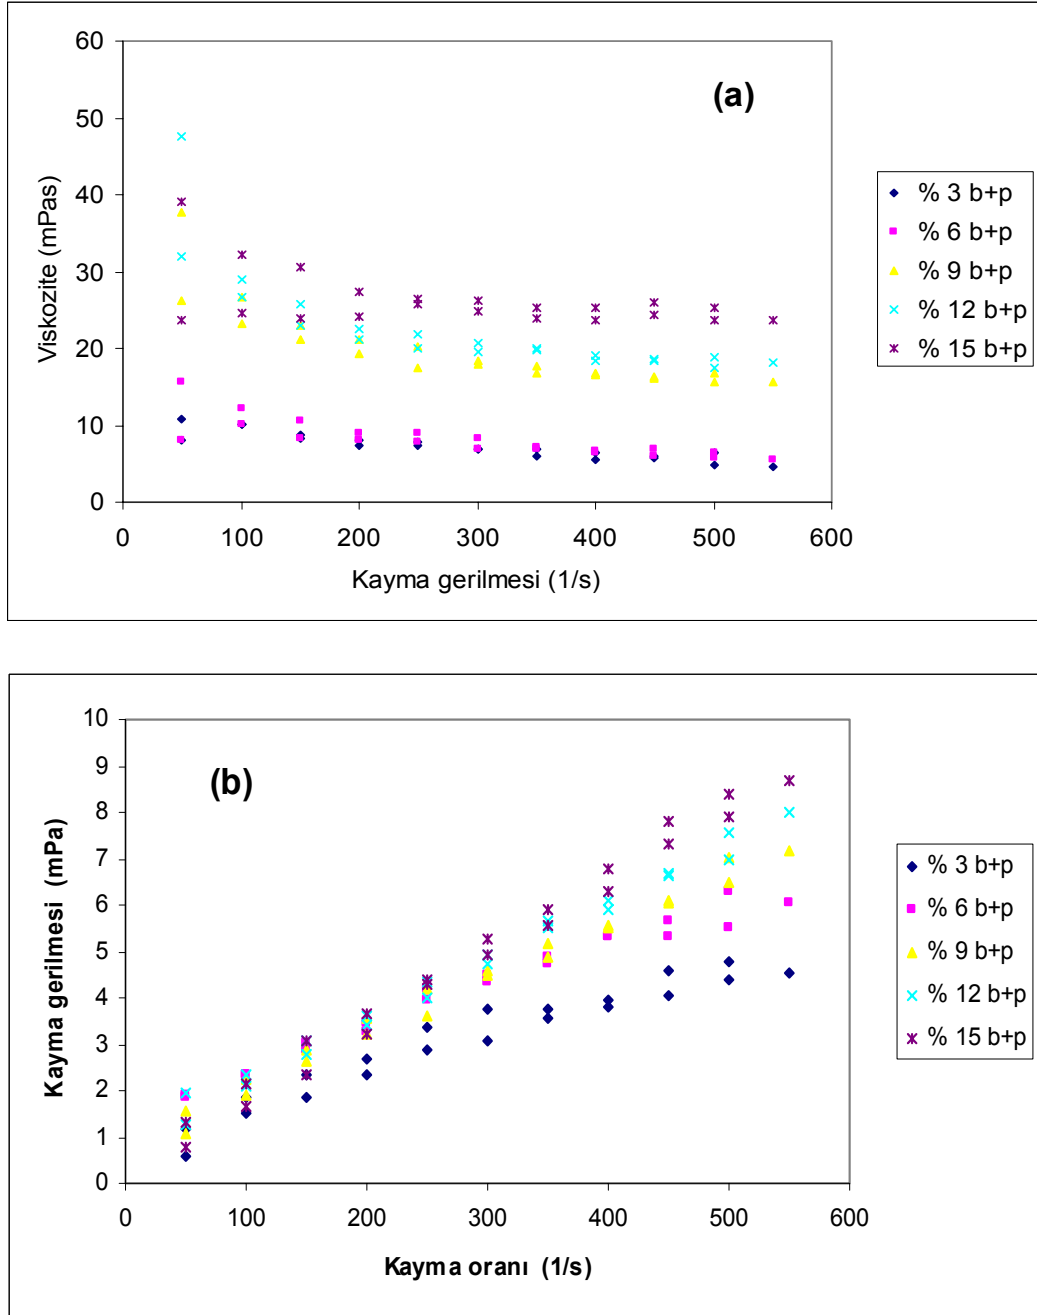 60
50
40
30
20
10
0
Viskozite (mPas)
(a)
0 100 200 300 400 500 600
Kayma gerilmesi (1/s)
% 3 b+p
% 6 b+p
% 9 b+p
% 12 b+p
% 15 b+p
10
9
8
7
6
5
4
3
2
1
0
Kayma gerilmesi (mPa)
(b)
0 100 200 300 400 500 600
Kayma oranı (1/s)
% 3 b+p
% 6 b+p
% 9 b+p
% 12 b+p
% 15 b+p